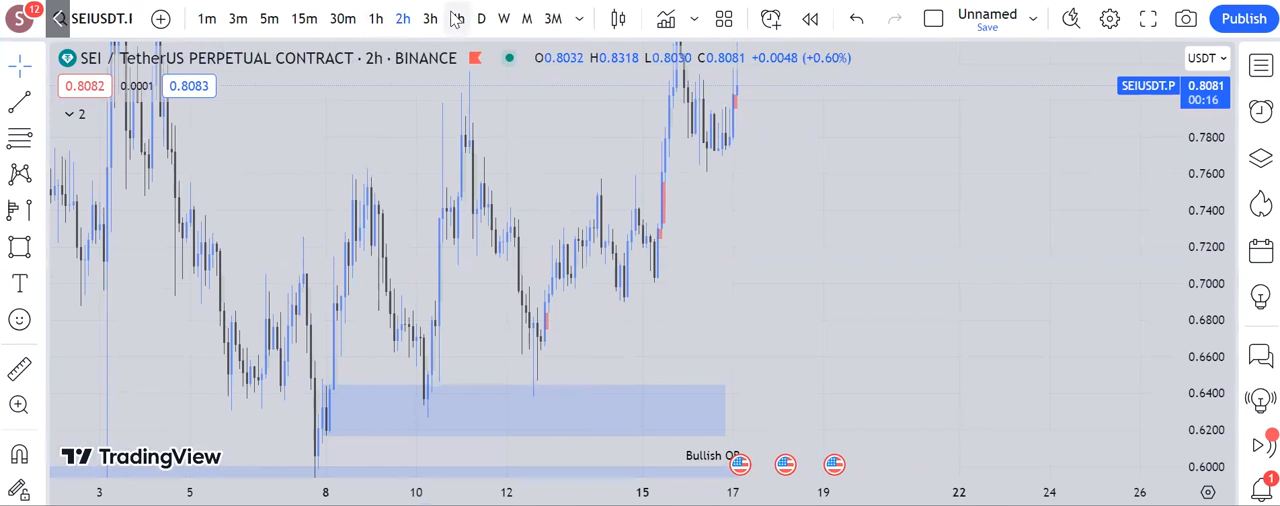 S 12 SEIUSDT.P 1m 3m 5m 15m 30m 1h 2h 3h D W M 3M Unnamed Save Publish
SEI / TetherUS PERPETUAL CONTRACT · 2h · BINANCE O0.8032 H0.8318 L0.8030 C0.8081 +0.0048 (+0.60%) USDT
0.8082 0.0001 0.8083 SEIUSDT.P 0.8081
00:16
2
0.7800
0.7600
0.7400
0.7200
0.7000
0.6800
0.6600
0.6400
0.6200
Bullish OB
TradingView
0.6000
3 5 8 10 12 15 17 19 22 24 26
1